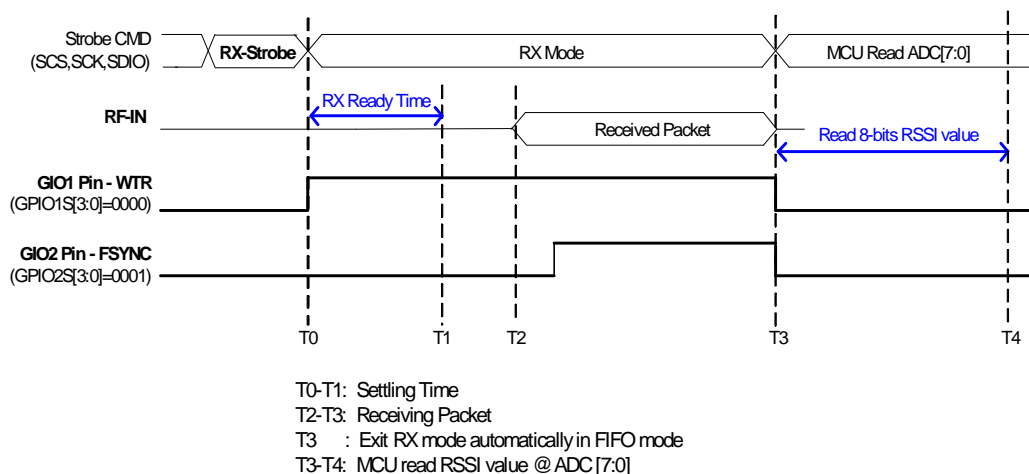 Strobe CMD
(SCS,SCK,SDIO)
RX-Strobe
RX Mode
MCU Read ADC[7:0]
RX Ready Time
RF-IN
Received Packet
Read 8-bits RSSI value
GIO1 Pin - WTR
(GPIO1S[3:0]=0000)
GIO2 Pin - FSYNC
(GPIO2S[3:0]=0001)
T0 T1 T2 T3 T4
T0-T1: Settling Time
T2-T3: Receiving Packet
T3 : Exit RX mode automatically in FIFO mode
T3-T4: MCU read RSSI value @ ADC [7:0]